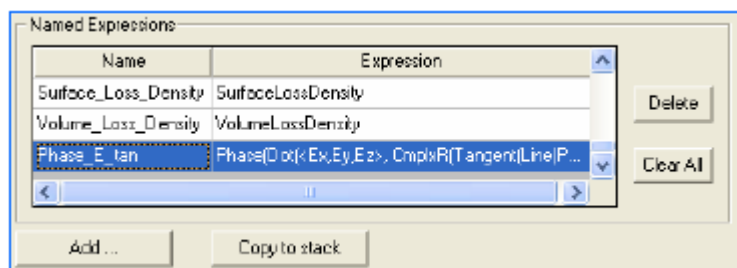 Named Expressions
Name Expression
Surface_Loss_Density SurfaceLossDensity
Delete
Volume_Loss_Density VolumeLossDensity
Phase_E_tan Phase(Dot(<Ex,Ey,Ez>, CmplxR(Tangent(Line|P...
Clear All
Add ... Copy to stack